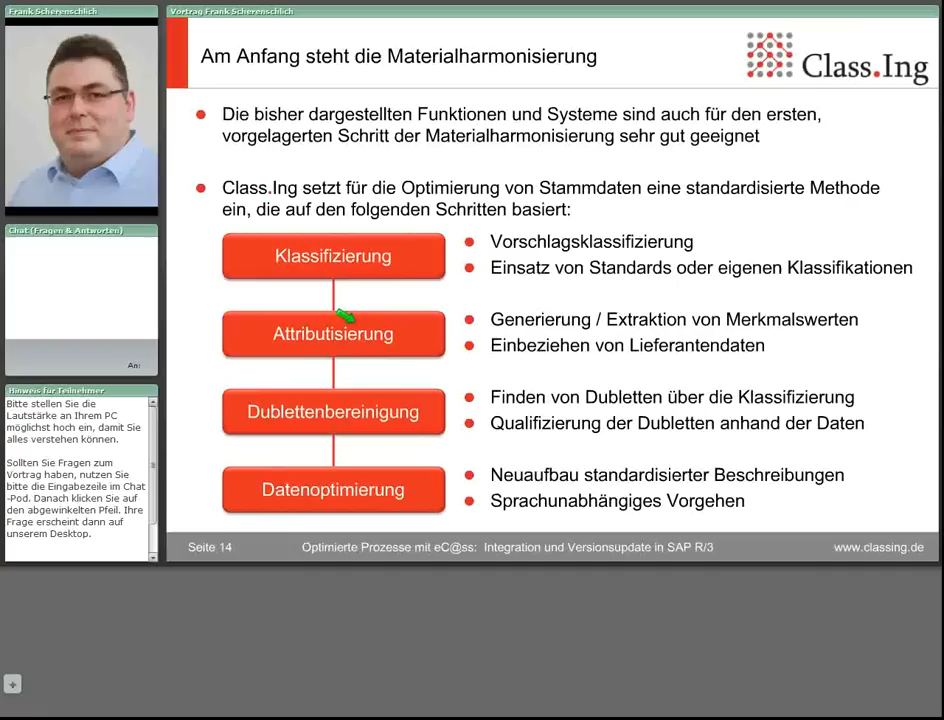 Frank Scherenschlich
Vortrag Frank Scherenschlich
Am Anfang steht die Materialharmonisierung
Class.Ing
Die bisher dargestellten Funktionen und Systeme sind auch für den ersten,
vorgelagerten Schritt der Materialharmonisierung sehr gut geeignet
Class.Ing setzt für die Optimierung von Stammdaten eine standardisierte Methode
ein, die auf den folgenden Schritten basiert:
Klassifizierung
Vorschlagsklassifizierung
Einsatz von Standards oder eigenen Klassifikationen
Attributisierung
Generierung / Extraktion von Merkmalswerten
Einbeziehen von Lieferantendaten
Dublettenbereinigung
Finden von Dubletten über die Klassifizierung
Qualifizierung der Dubletten anhand der Daten
Datenoptimierung
Neuaufbau standardisierter Beschreibungen
Sprachunabhängiges Vorgehen
Seite 14
Optimierte Prozesse mit eC@ss: Integration und Versionsupdate in SAP R/3
www.classing.de
Chat (Fragen & Antworten)
An:
Hinweis für Teilnehmer
Bitte stellen Sie die
Lautstärke an Ihrem PC
möglichst hoch ein, damit Sie
alles verstehen können.
Sollten Sie Fragen zum
Vortrag haben, nutzen Sie
bitte die Eingabezeile im Chat
-Pod. Danach klicken Sie auf
den abgewinkelten Pfeil. Ihre
Frage erscheint dann auf
unserem Desktop.